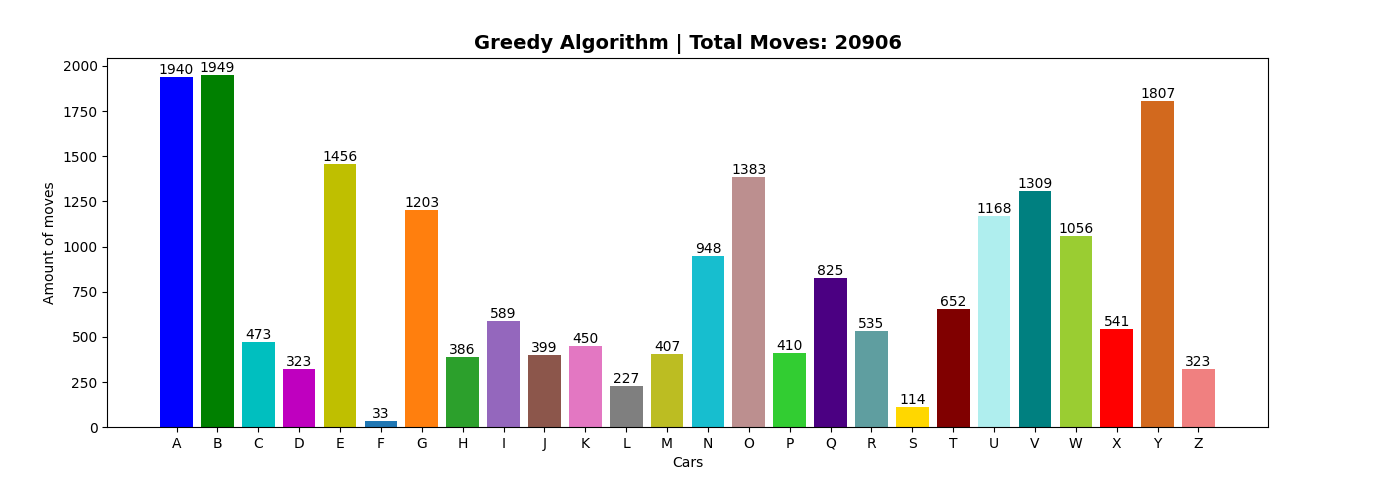 Greedy Algorithm | Total Moves: 20906
2000
1750
1500
1250
1000
750
500
250
0
Amount of moves
1940 1949 473 323 1456 33 1203 386 589 399 450 227 407 948 1383 410 825 535 114 652 1168 1309 1056 541 1807 323
A B C D E F G H I J K L M N O P Q R S T U V W X Y Z
Cars